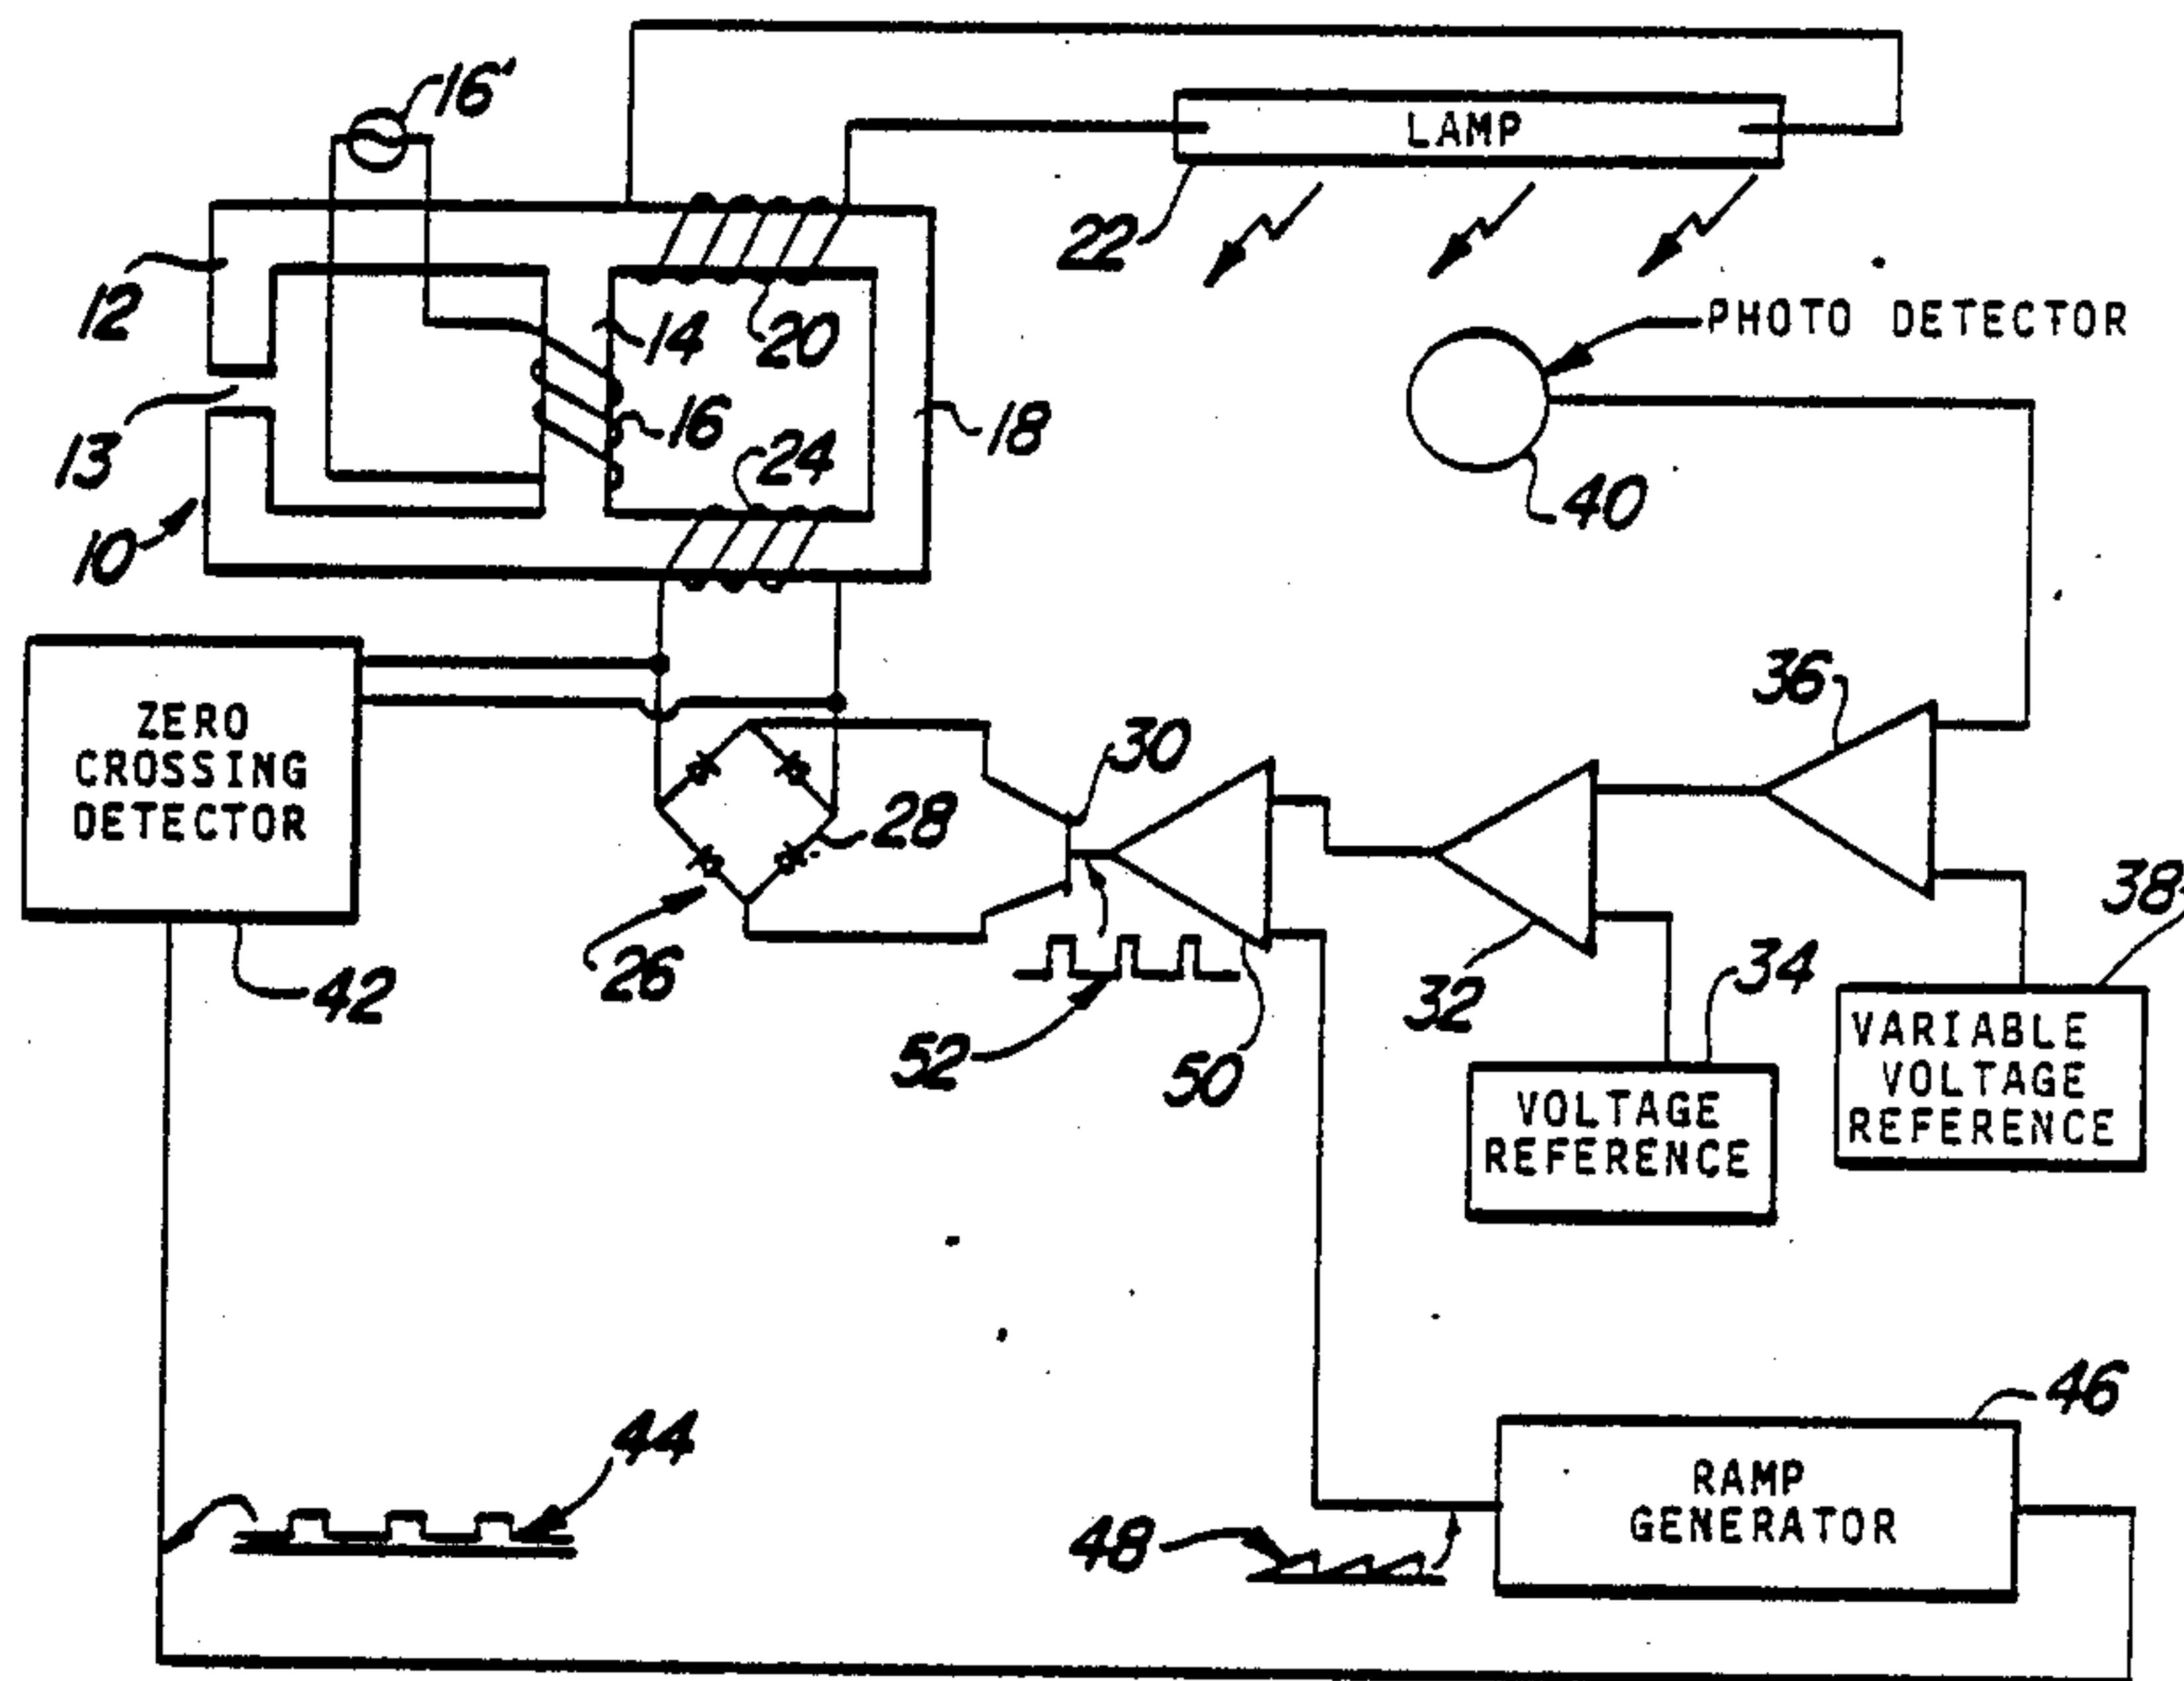 16'
LAMP
12
22
14
20
PHOTO DETECTOR
13
16
18
24
40
10
36
ZERO
CROSSING
DETECTOR
30
28
38
26
42
52
50
32
34
VARIABLE
VOLTAGE
REFERENCE
VOLTAGE
REFERENCE
46
44
RAMP
GENERATOR
48